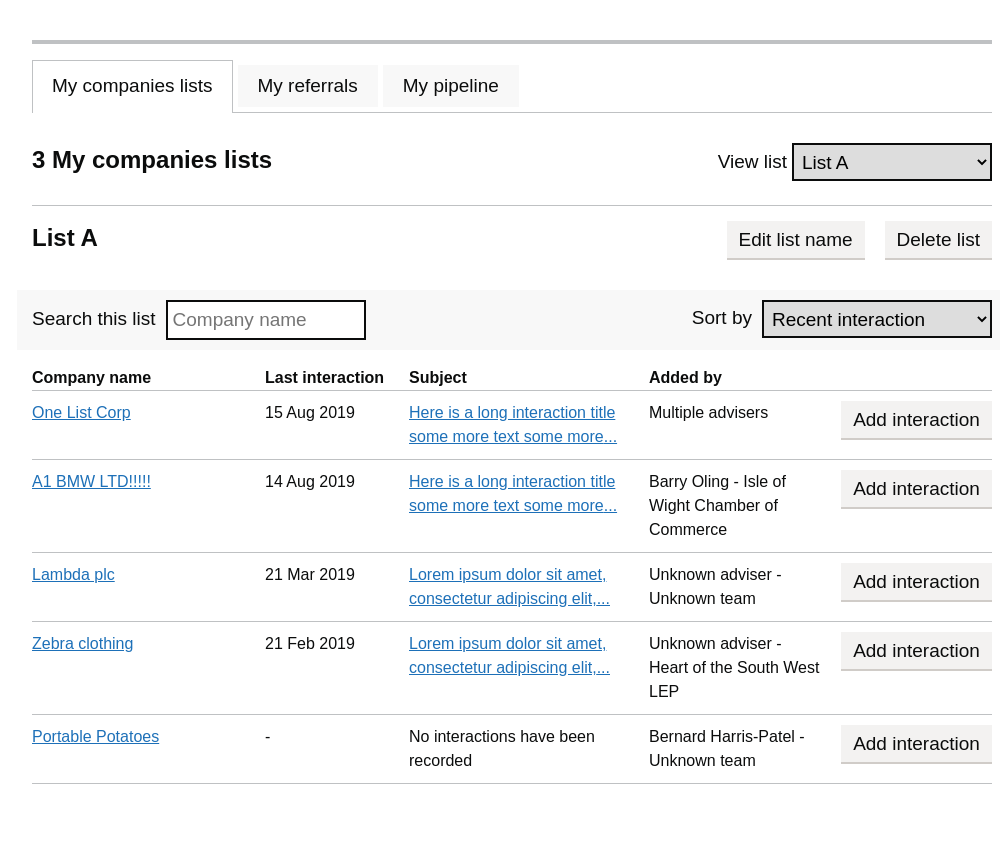 My companies lists My referrals My pipeline
3 My companies lists View list List A
List A Edit list name Delete list
Search this list Company name Sort by Recent interaction
Company name Last interaction Subject Added by
One List Corp 15 Aug 2019 Here is a long interaction title Multiple advisers Add interaction
some more text some more...
A1 BMW LTD!!!!! 14 Aug 2019 Here is a long interaction title Barry Oling - Isle of Add interaction
some more text some more... Wight Chamber of
Commerce
Lambda plc 21 Mar 2019 Lorem ipsum dolor sit amet, Unknown adviser - Add interaction
consectetur adipiscing elit,... Unknown team
Zebra clothing 21 Feb 2019 Lorem ipsum dolor sit amet, Unknown adviser - Add interaction
consectetur adipiscing elit,... Heart of the South West
LEP
Portable Potatoes - No interactions have been Bernard Harris-Patel - Add interaction
recorded Unknown team